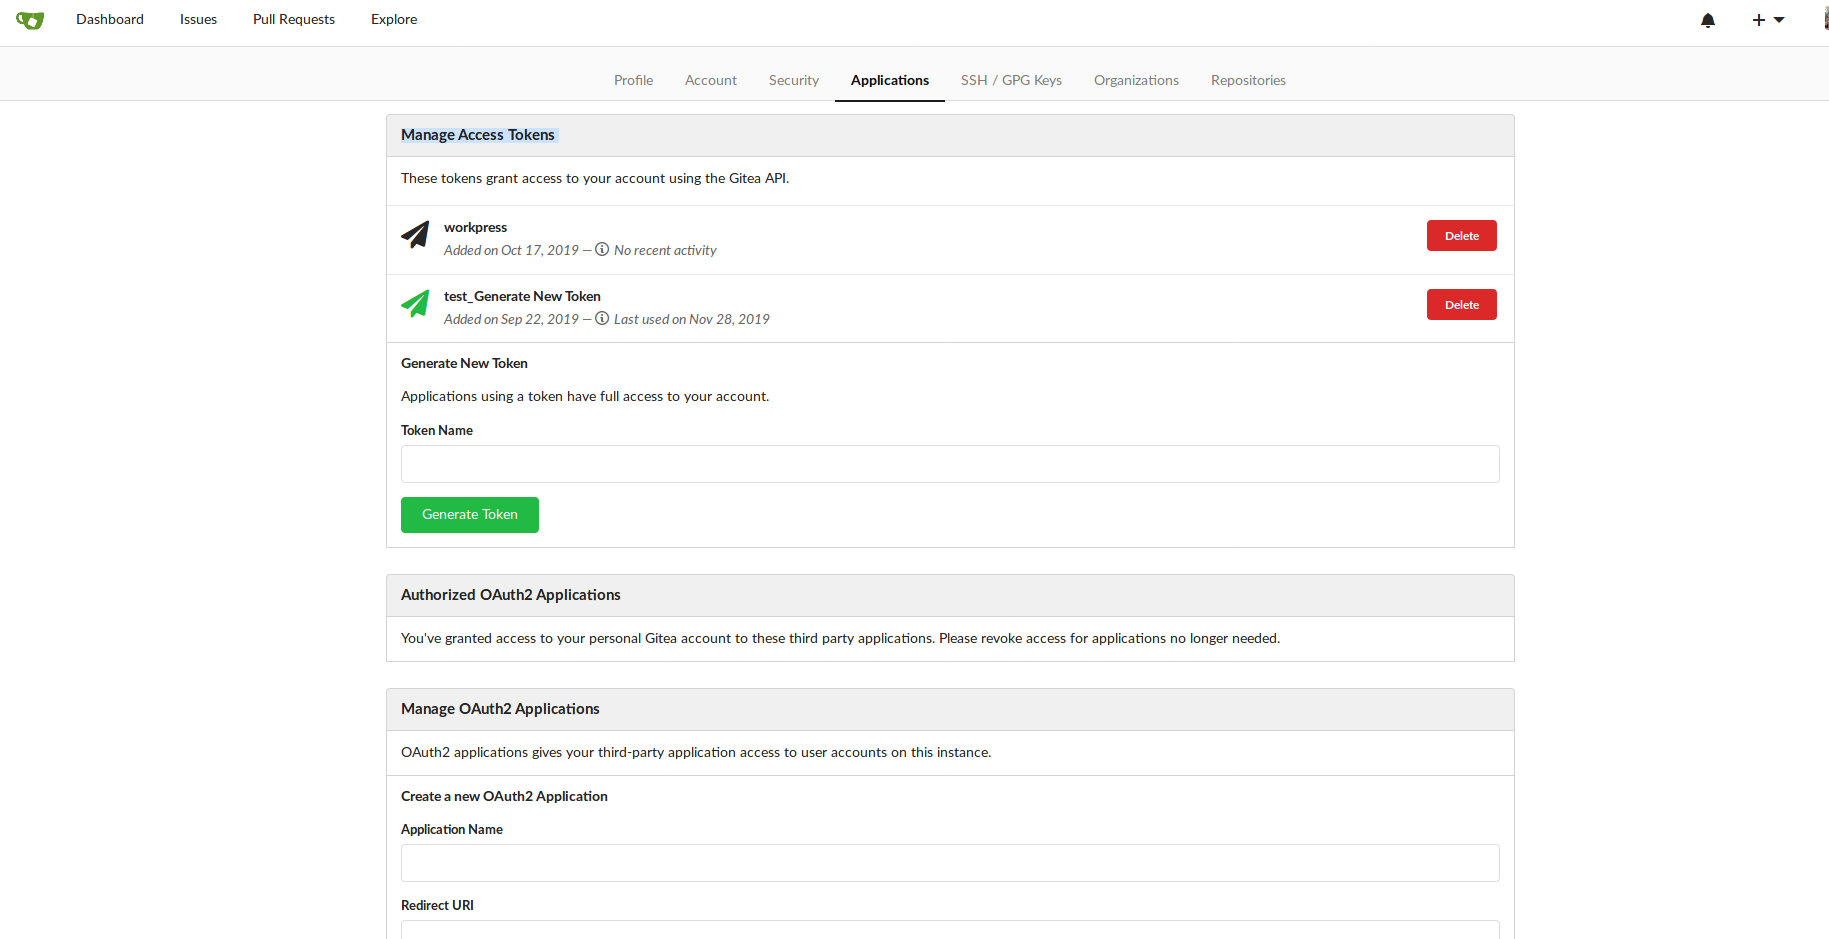 Dashboard Issues Pull Requests Explore
Profile Account Security Applications SSH / GPG Keys Organizations Repositories
Manage Access Tokens
These tokens grant access to your account using the Gitea API.
workpress
Delete
Added on Oct 17, 2019 — No recent activity
test_Generate New Token
Delete
Added on Sep 22, 2019 — Last used on Nov 28, 2019
Generate New Token
Applications using a token have full access to your account.
Token Name
Generate Token
Authorized OAuth2 Applications
You've granted access to your personal Gitea account to these third party applications. Please revoke access for applications no longer needed.
Manage OAuth2 Applications
OAuth2 applications gives your third-party application access to user accounts on this instance.
Create a new OAuth2 Application
Application Name
Redirect URI